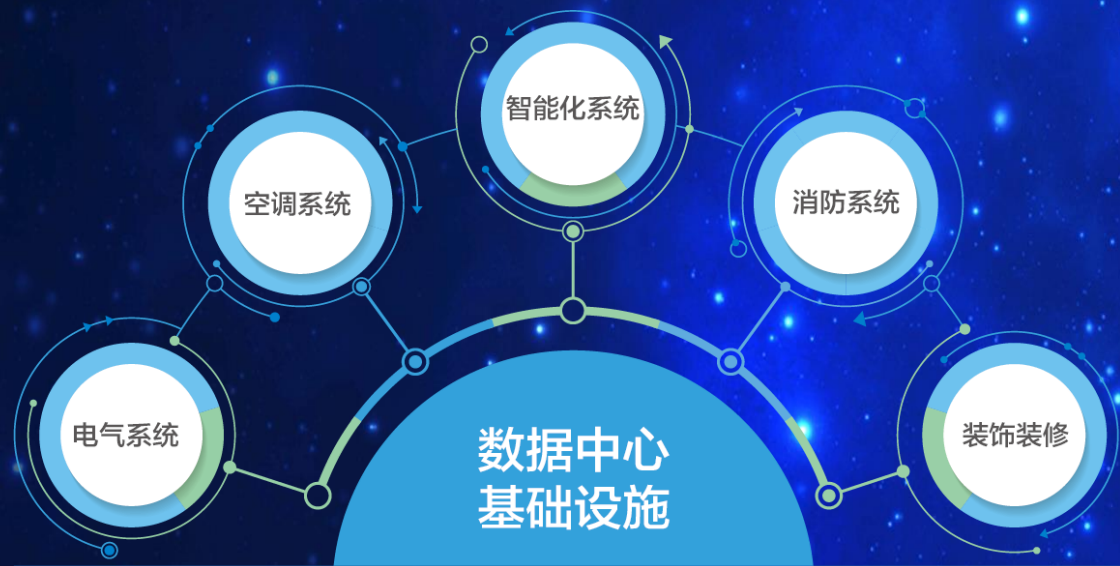 智能化系统
空调系统
消防系统
电气系统
装饰装修
数据中心
基础设施